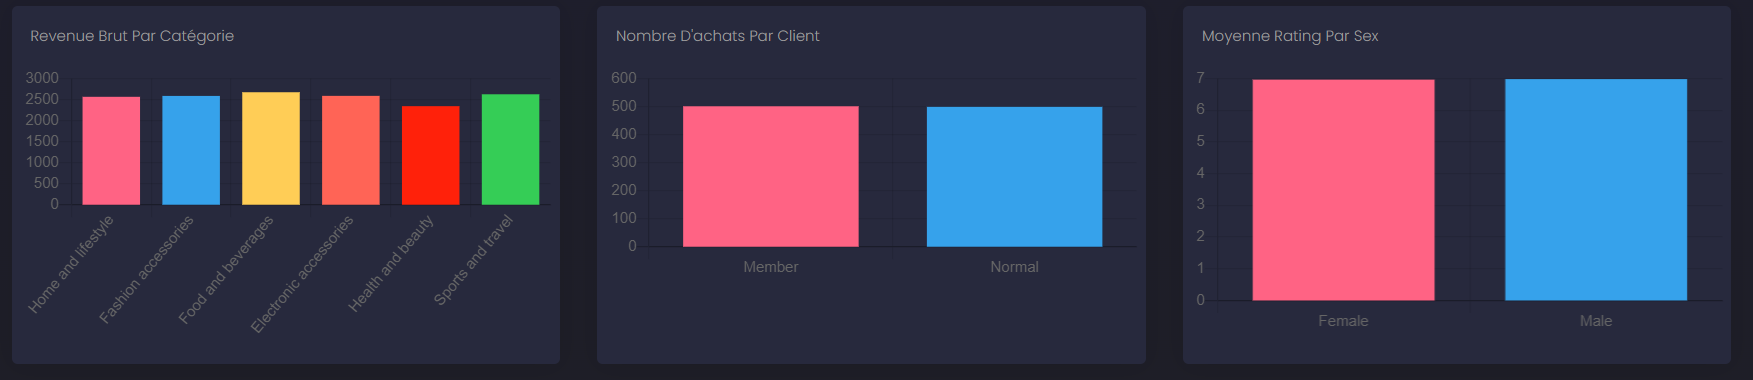 Revenue Brut Par Catégorie
3000
2500
2000
1500
1000
500
0
Home and lifestyle
Fashion accessories
Food and beverages
Electronic accessories
Health and beauty
Sports and travel
Nombre D'achats Par Client
600
500
400
300
200
100
0
Member
Normal
Moyenne Rating Par Sex
7
6
5
4
3
2
1
0
Female
Male